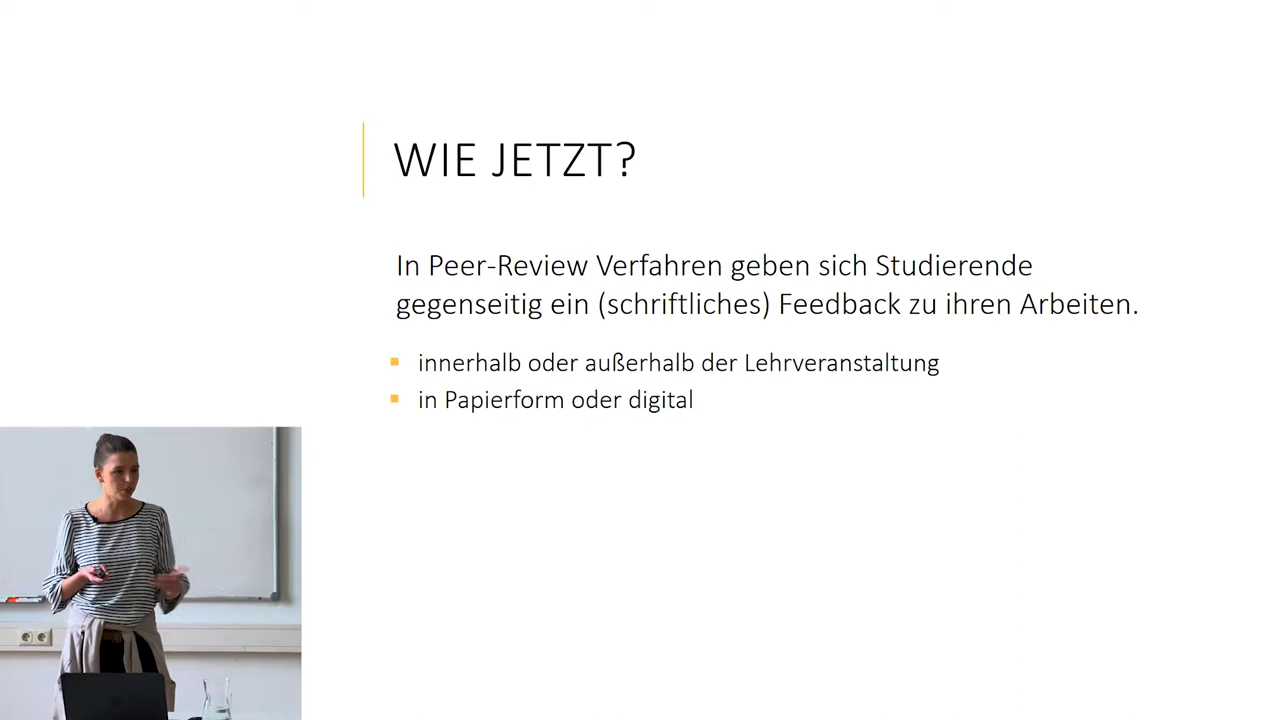 WIE JETZT?
In Peer-Review Verfahren geben sich Studierende
gegenseitig ein (schriftliches) Feedback zu ihren Arbeiten.
innerhalb oder außerhalb der Lehrveranstaltung
in Papierform oder digital